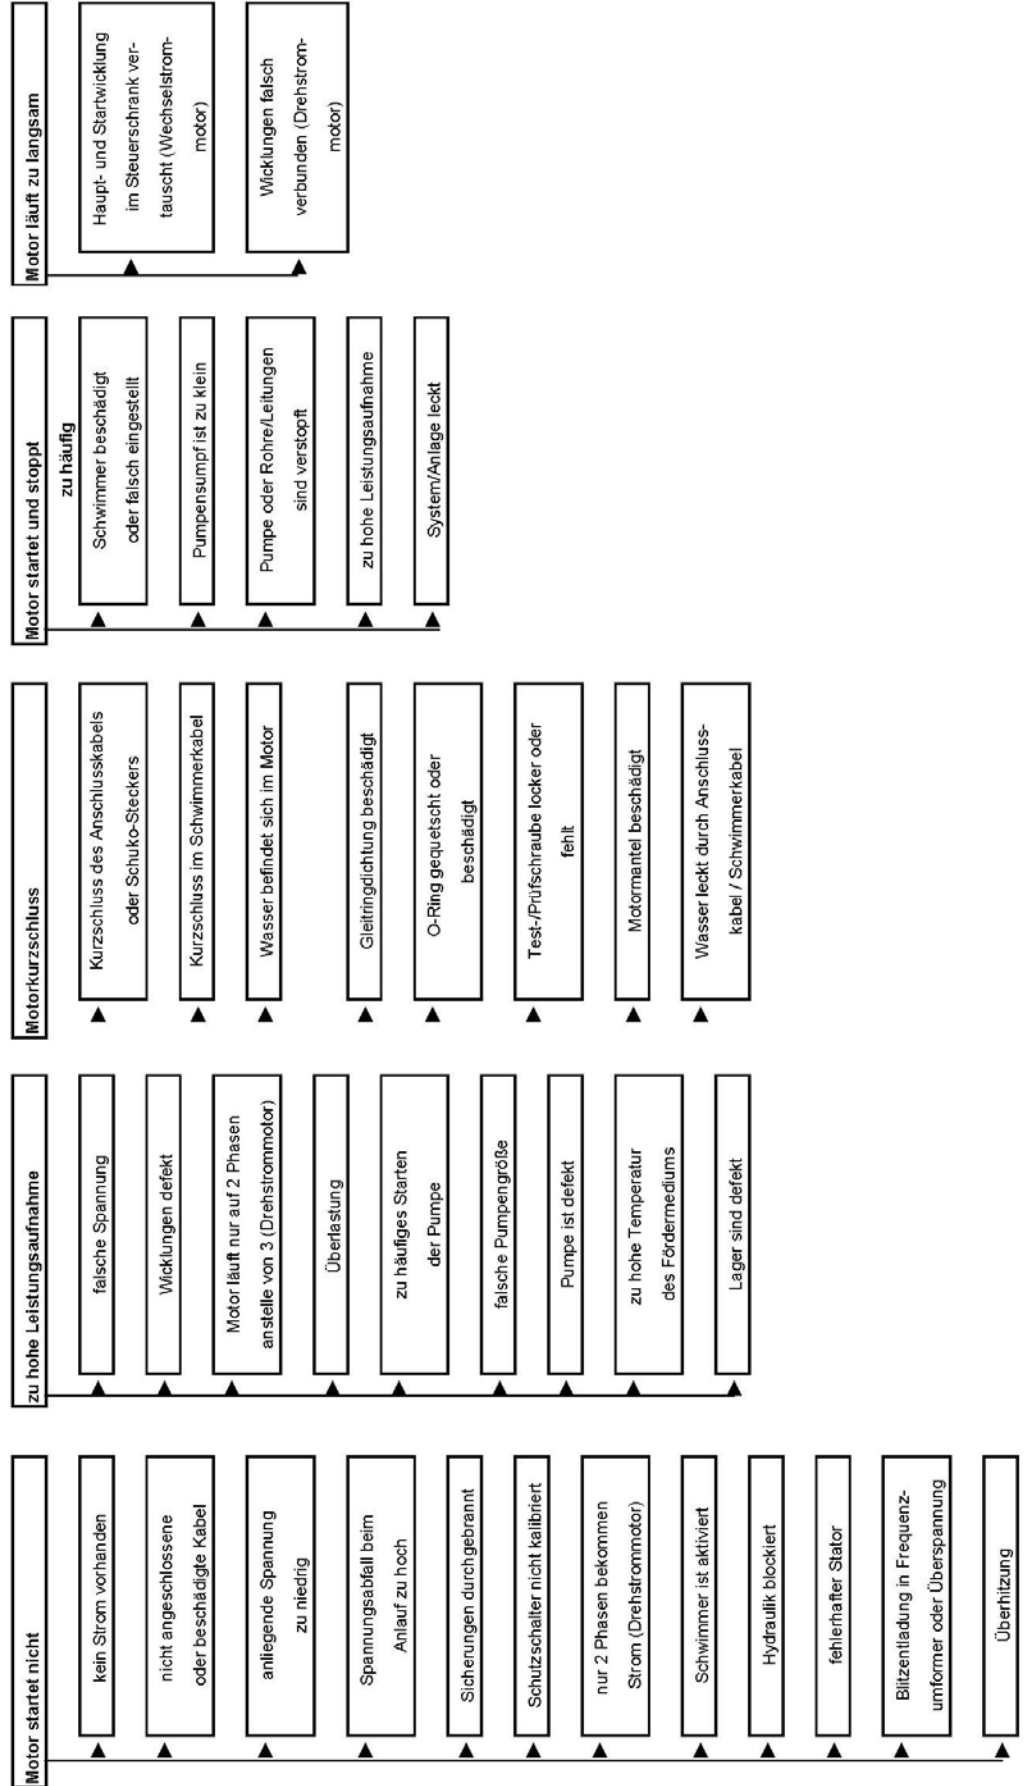 Motor startet nicht
kein Strom vorhanden
nicht angeschlossene
oder beschädigte Kabel
anliegende Spannung
zu niedrig
Spannungsabfall beim
Anlauf zu hoch
Sicherungen durchgebrannt
Schutzschalter nicht kalibriert
nur 2 Phasen bekommen
Strom (Drehstrommotor)
Schwimmer ist aktiviert
Hydraulik blockiert
fehlerhafter Stator
Blitzentladung in Frequenz-
umformer oder Überspannung
Überhitzung
zu hohe Leistungsaufnahme
falsche Spannung
Wicklungen defekt
Motor läuft nur auf 2 Phasen
anstelle von 3 (Drehstrommotor)
Überlastung
zu häufiges Starten
der Pumpe
falsche Pumpengröße
Pumpe ist defekt
zu hohe Temperatur
des Fördermediums
Lager sind defekt
Motorkurzschluss
Kurzschluss des Anschlusskabels
oder Schuko-Steckers
Kurzschluss im Schwimmerkabel
Wasser befindet sich im Motor
Gleitringdichtung beschädigt
O-Ring gequetscht oder
beschädigt
Test-/Prüfschraube locker oder
fehlt
Motormantel beschädigt
Wasser leckt durch Anschluss-
kabel / Schwimmerkabel
Motor startet und stoppt
zu häufig
Schwimmer beschädigt
oder falsch eingestellt
Pumpensumpf ist zu klein
Pumpe oder Rohre/Leitungen
sind verstopft
zu hohe Leistungsaufnahme
System/Anlage leckt
Motor läuft zu langsam
Haupt- und Startwicklung
im Steuerschrank ver-
tauscht (Wechselstrom-
motor)
Wicklungen falsch
verbunden (Drehstrom-
motor)